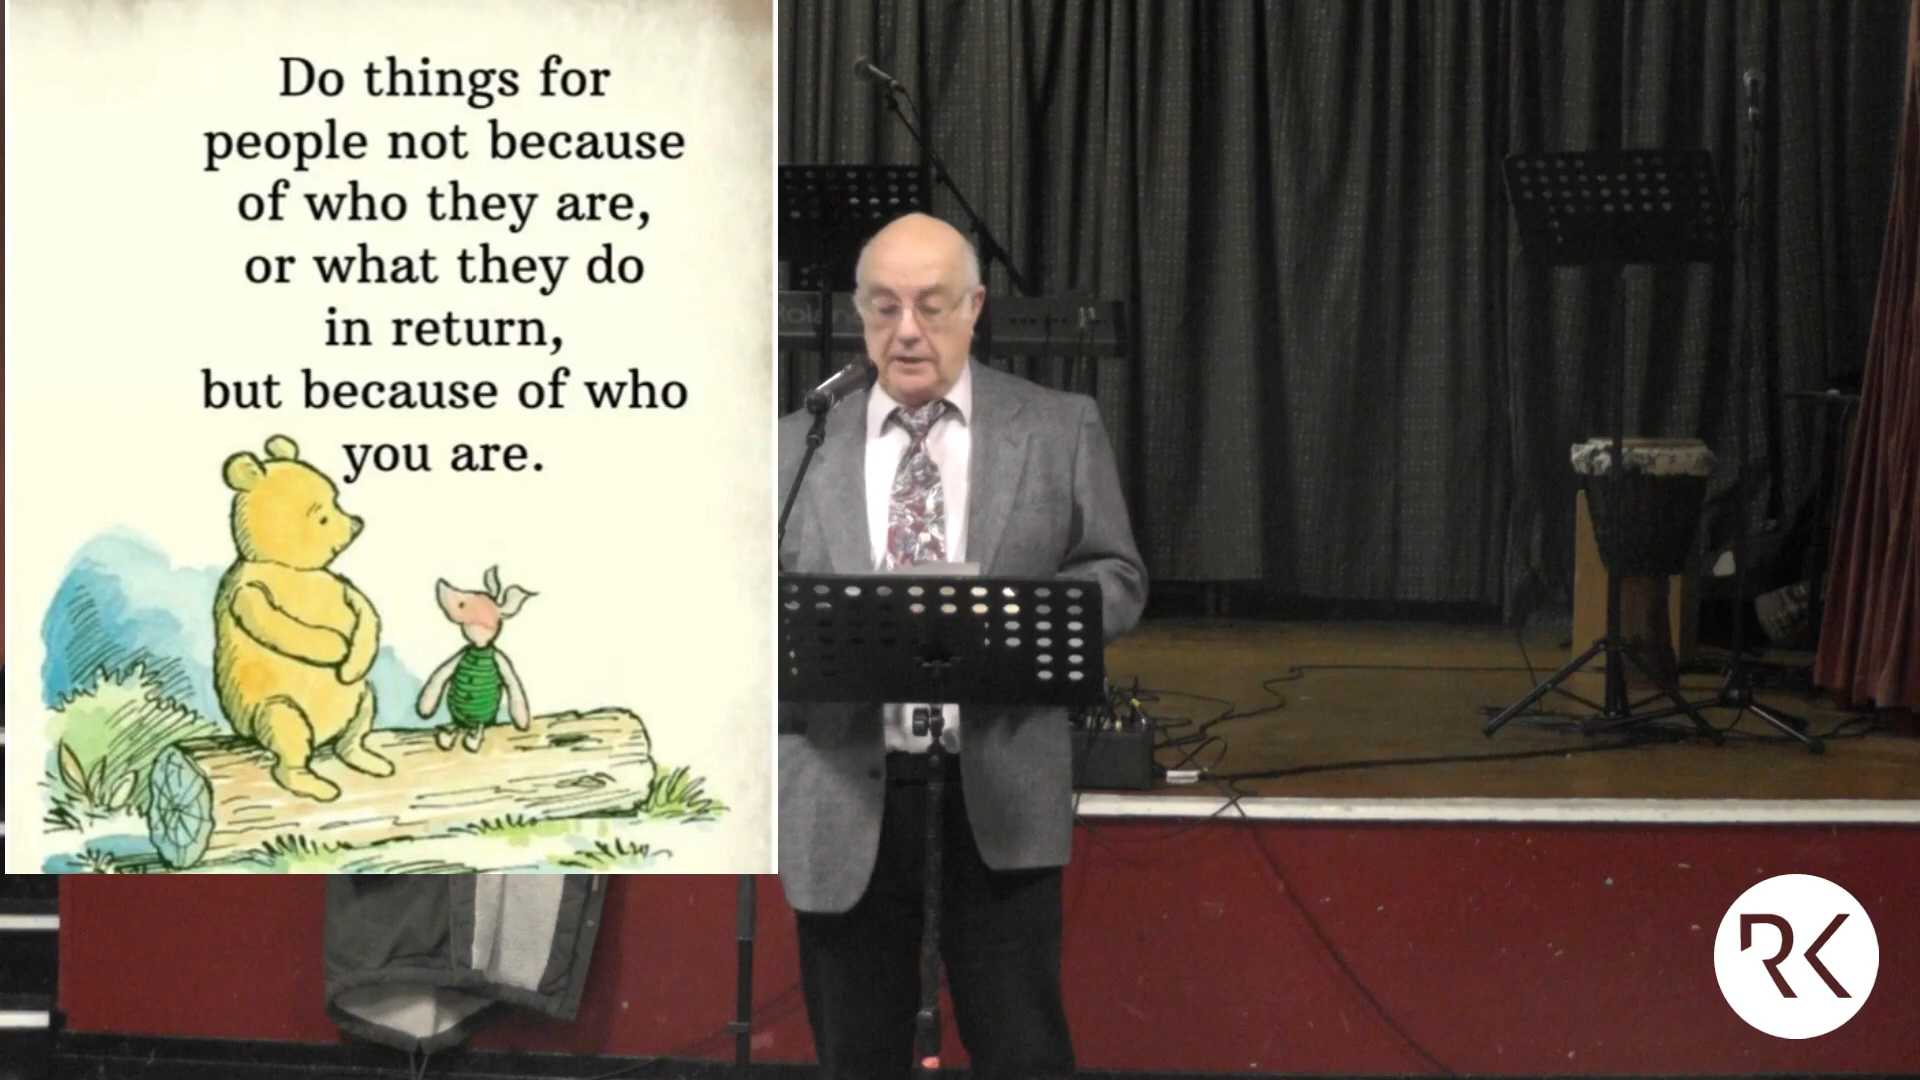 Do things for
people not because
of who they are,
or what they do
in return,
but because of who
you are.
Roland
RK